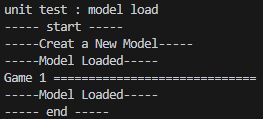 unit test : model load
----- start -----
-----Creat a New Model-----
-----Model Loaded-----
Game 1 =============================
-----Model Loaded-----
----- end -----